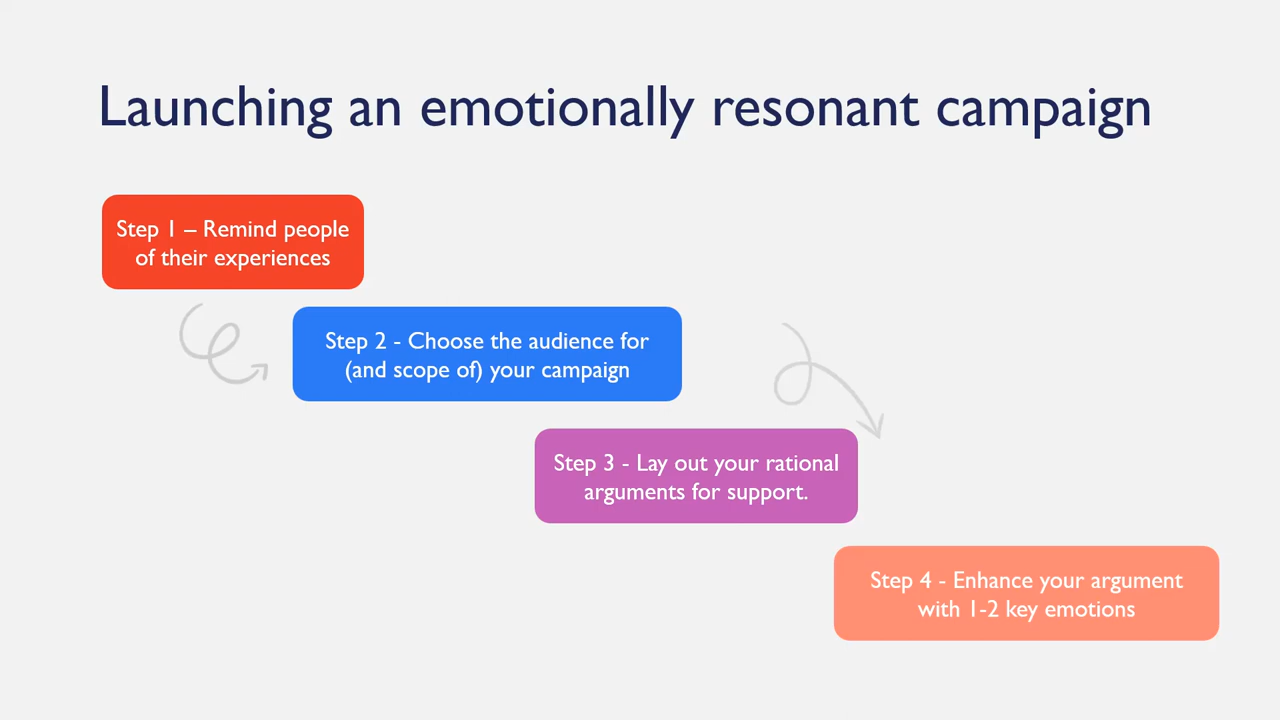 Launching an emotionally resonant campaign
Step 1 – Remind people
of their experiences
Step 2 - Choose the audience for
(and scope of) your campaign
Step 3 - Lay out your rational
arguments for support.
Step 4 - Enhance your argument
with 1-2 key emotions